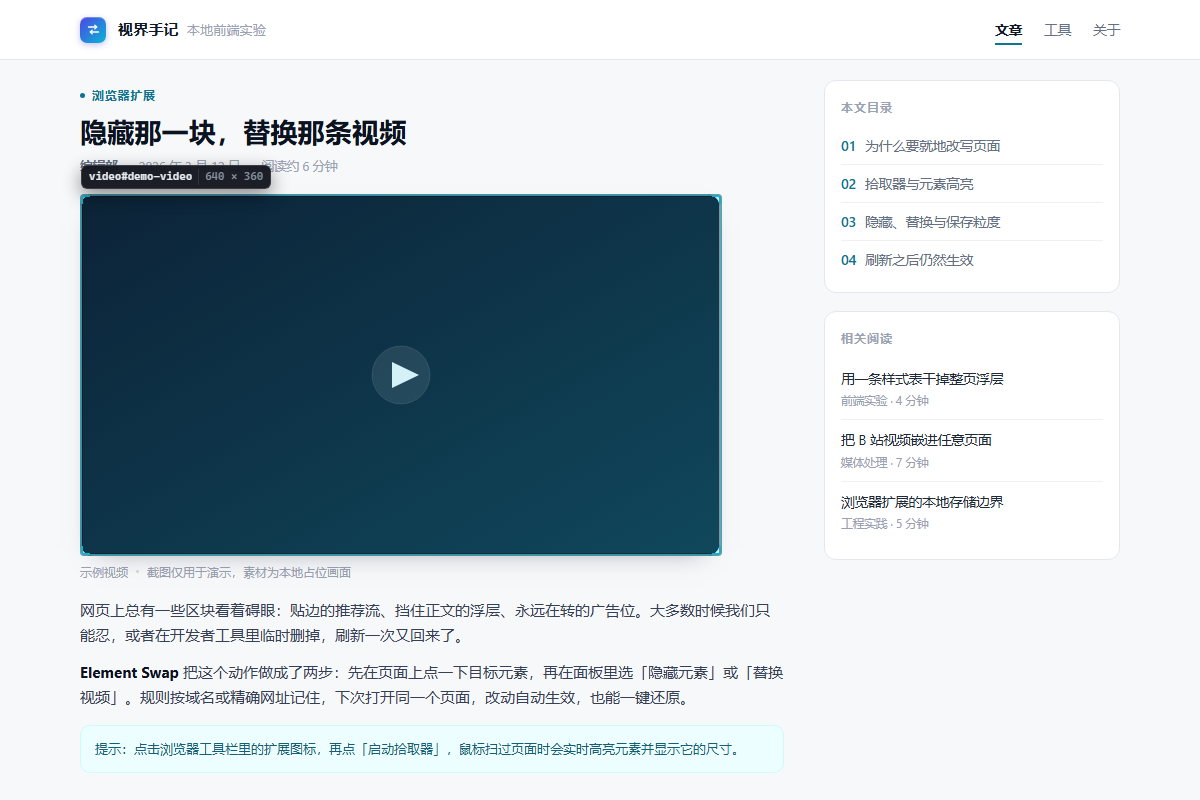 视界手记 本地前端实验
文章 工具 关于
浏览器扩展
隐藏那一块，替换那条视频
阅读约 6 分钟
video#demo-video 640 × 360
示例视频 · 截图仅用于演示，素材为本地占位画面
网页上总有一些区块看着碍眼：贴边的推荐流、挡住正文的浮层、永远在转的广告位。大多数时候我们只
能忍，或者在开发者工具里临时删掉，刷新一次又回来了。
Element Swap 把这个动作做成了两步：先在页面上点一下目标元素，再在面板里选「隐藏元素」或「替换
视频」。规则按域名或精确网址记住，下次打开同一个页面，改动自动生效，也能一键还原。
提示：点击浏览器工具栏里的扩展图标，再点「启动拾取器」，鼠标扫过页面时会实时高亮元素并显示它的尺寸。
本文目录
01 为什么要就地改写页面
02 拾取器与元素高亮
03 隐藏、替换与保存粒度
04 刷新之后仍然生效
相关阅读
用一条样式表干掉整页浮层
前端实验 · 4 分钟
把 B 站视频嵌进任意页面
媒体处理 · 7 分钟
浏览器扩展的本地存储边界
工程实践 · 5 分钟